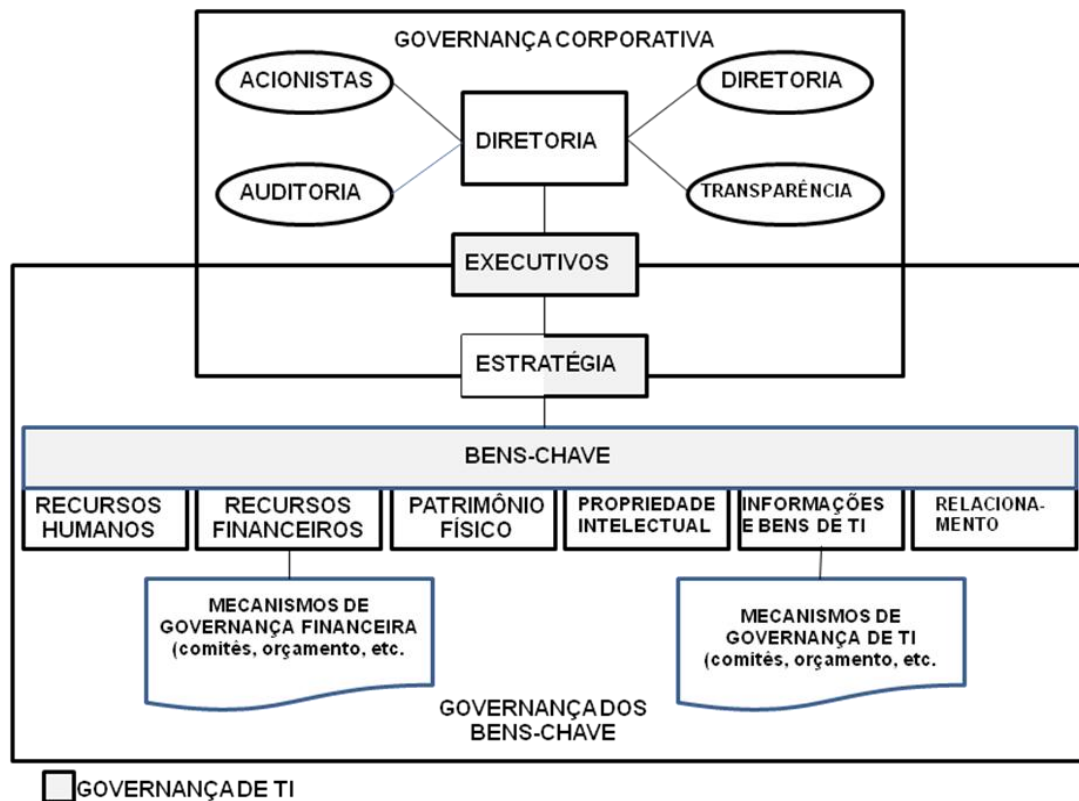 GOVERNANÇA CORPORATIVA
ACIONISTAS
DIRETORIA
DIRETORIA
AUDITORIA
TRANSPARÊNCIA
EXECUTIVOS
ESTRATÉGIA
BENS-CHAVE
RECURSOS
HUMANOS
RECURSOS
FINANCEIROS
PATRIMÔNIO
FÍSICO
PROPRIEDADE
INTELECTUAL
INFORMAÇÕES
E BENS DE TI
RELACIONA-
MENTO
MECANISMOS DE
GOVERNANÇA FINANCEIRA
(comitês, orçamento, etc.
MECANISMOS DE
GOVERNANÇA DE TI
(comitês, orçamento, etc.
GOVERNANÇA DOS
BENS-CHAVE
GOVERNANÇA DE TI